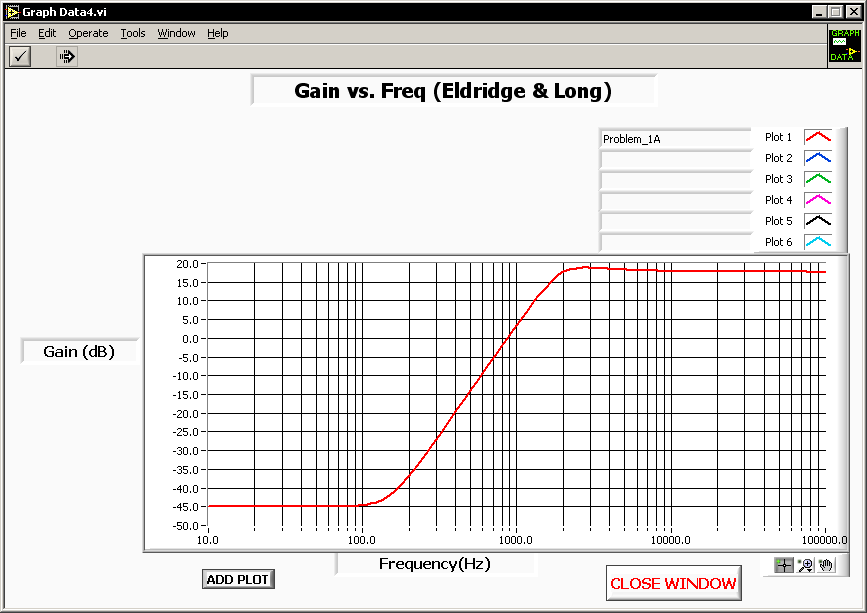 Graph Data4.vi
File Edit Operate Tools Window Help
GRAPH
DATA
Gain vs. Freq (Eldridge & Long)
Problem_1A Plot 1
Plot 2
Plot 3
Plot 4
Plot 5
Plot 6
Gain (dB)
20.0
15.0
10.0
5.0
0.0
-5.0
-10.0
-15.0
-20.0
-25.0
-30.0
-35.0
-40.0
-45.0
-50.0
10.0 100.0 1000.0 10000.0 100000.0
Frequency(Hz)
ADD PLOT
CLOSE WINDOW